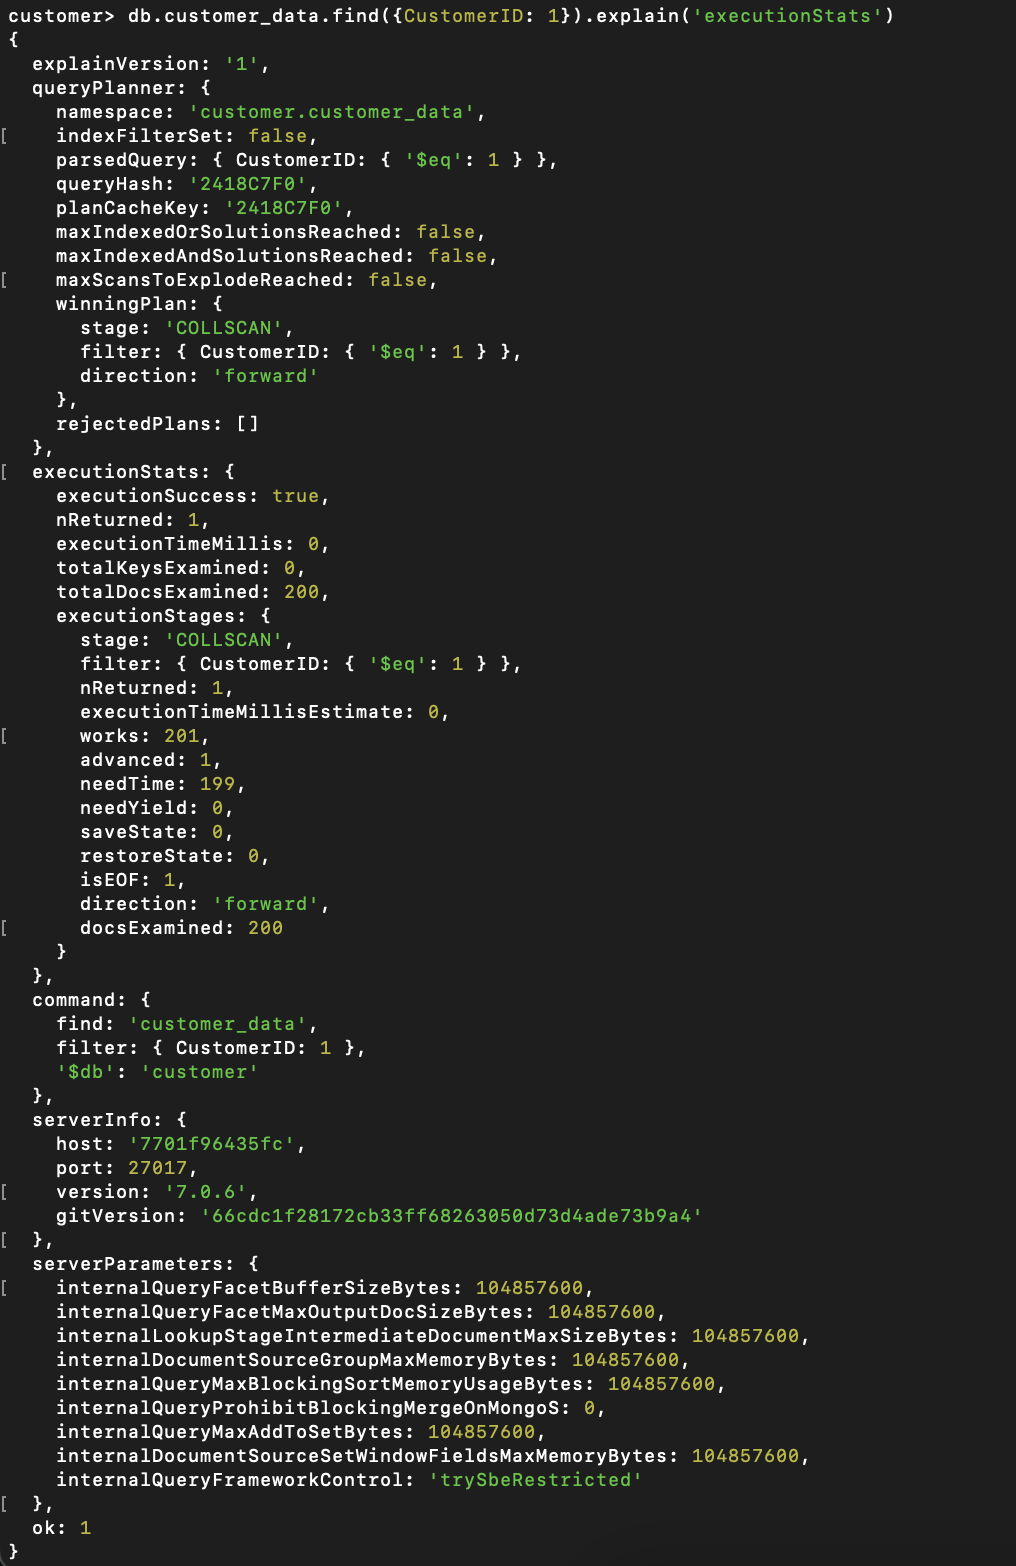 customer> db.customer_data.find({CustomerID: 1}).explain('executionStats')
{
  explainVersion: '1',
  queryPlanner: {
    namespace: 'customer.customer_data',
[   indexFilterSet: false,
    parsedQuery: { CustomerID: { '$eq': 1 } },
    queryHash: '2418C7F0',
    planCacheKey: '2418C7F0',
    maxIndexedOrSolutionsReached: false,
    maxIndexedAndSolutionsReached: false,
[   maxScansToExplodeReached: false,
    winningPlan: {
      stage: 'COLLSCAN',
      filter: { CustomerID: { '$eq': 1 } },
      direction: 'forward'
    },
    rejectedPlans: []
  },
[ executionStats: {
    executionSuccess: true,
    nReturned: 1,
    executionTimeMillis: 0,
    totalKeysExamined: 0,
    totalDocsExamined: 200,
    executionStages: {
      stage: 'COLLSCAN',
      filter: { CustomerID: { '$eq': 1 } },
      nReturned: 1,
      executionTimeMillisEstimate: 0,
[     works: 201,
      advanced: 1,
      needTime: 199,
      needYield: 0,
      saveState: 0,
      restoreState: 0,
      isEOF: 1,
      direction: 'forward',
[     docsExamined: 200
    }
  },
  command: {
    find: 'customer_data',
    filter: { CustomerID: 1 },
    '$db': 'customer'
  },
  serverInfo: {
    host: '7701f96435fc',
    port: 27017,
[   version: '7.0.6',
    gitVersion: '66cdc1f28172cb33ff68263050d73d4ade73b9a4'
[ },
  serverParameters: {
[   internalQueryFacetBufferSizeBytes: 104857600,
    internalQueryFacetMaxOutputDocSizeBytes: 104857600,
    internalLookupStageIntermediateDocumentMaxSizeBytes: 104857600,
    internalDocumentSourceGroupMaxMemoryBytes: 104857600,
    internalQueryMaxBlockingSortMemoryUsageBytes: 104857600,
    internalQueryProhibitBlockingMergeOnMongoS: 0,
    internalQueryMaxAddToSetBytes: 104857600,
    internalDocumentSourceSetWindowFieldsMaxMemoryBytes: 104857600,
    internalQueryFrameworkControl: 'trySbeRestricted'
[ },
  ok: 1
}